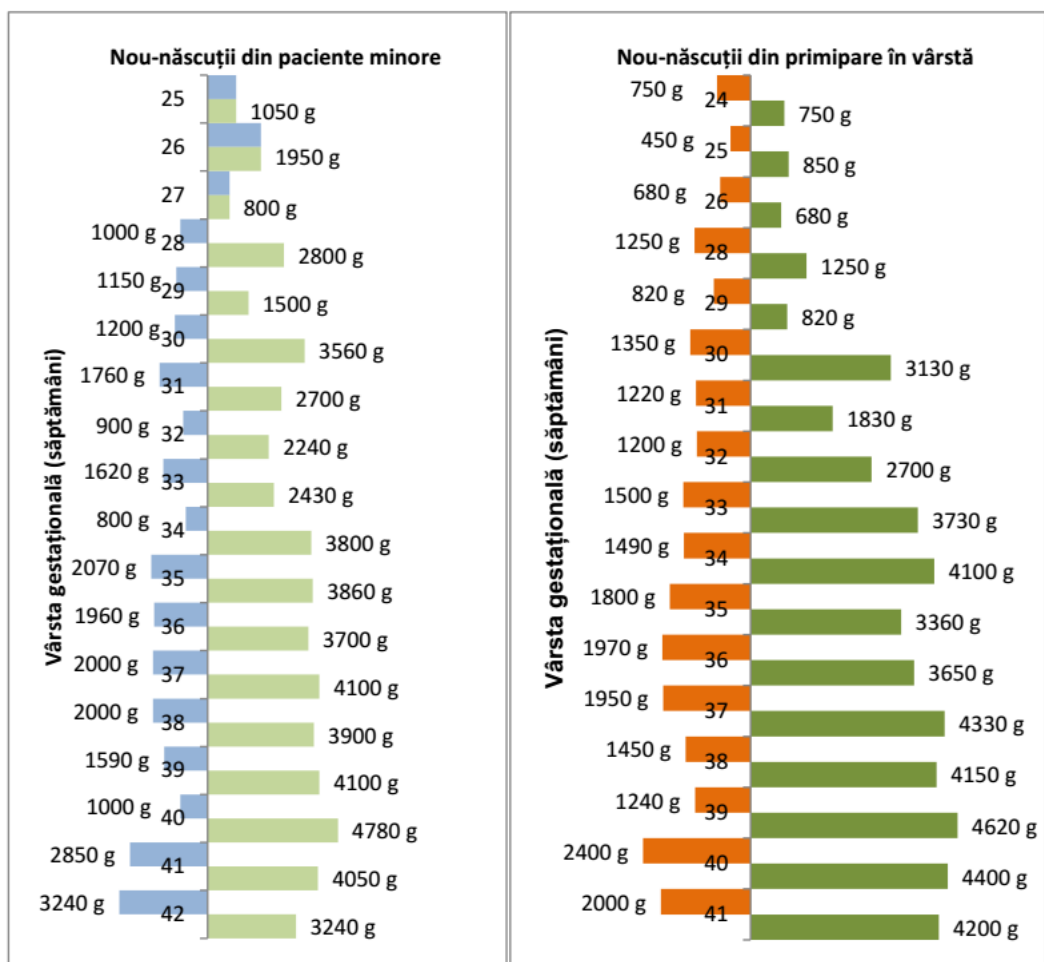 Nou-născuții din paciente minore
Vârsta gestațională (săptămâni)
25
1050 g
26
1950 g
27
800 g
1000 g
28
2800 g
1150 g
29
1500 g
1200 g
30
3560 g
1760 g
31
2700 g
900 g
32
2240 g
1620 g
33
2430 g
800 g
34
3800 g
2070 g
35
3860 g
1960 g
36
3700 g
2000 g
37
4100 g
2000 g
38
3900 g
1590 g
39
4100 g
1000 g
40
4780 g
2850 g
41
4050 g
3240 g
42
3240 g
Nou-născuții din primipare în vârstă
Vârsta gestațională (săptămâni)
750 g
24
750 g
450 g
25
850 g
680 g
26
680 g
1250 g
28
1250 g
820 g
29
820 g
1350 g
30
3130 g
1220 g
31
1830 g
1200 g
32
2700 g
1500 g
33
3730 g
1490 g
34
4100 g
1800 g
35
3360 g
1970 g
36
3650 g
1950 g
37
4330 g
1450 g
38
4150 g
1240 g
39
4620 g
2400 g
40
4400 g
2000 g
41
4200 g